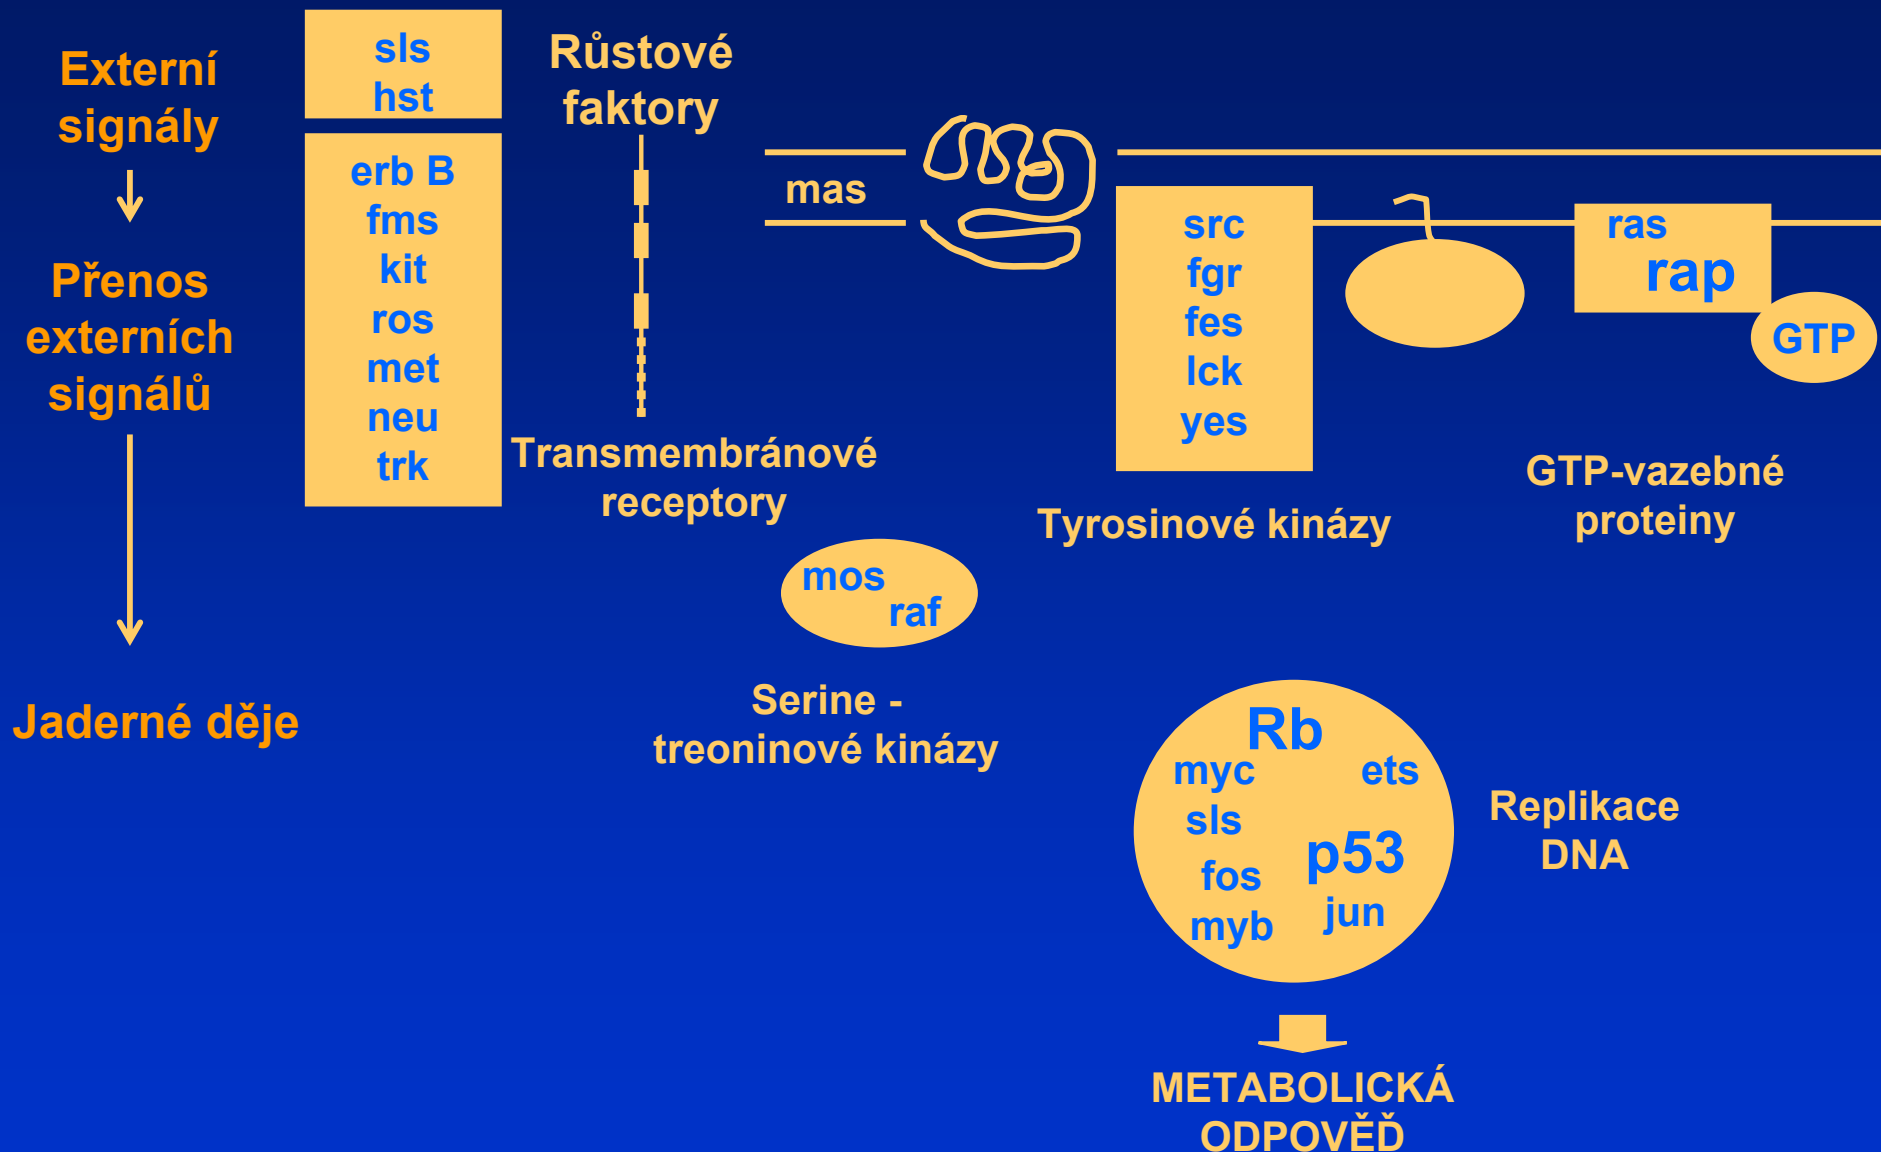 Externí
signály
Přenos
externích
signálů
Jaderné děje
sls
hst
erb B
fms
kit
ros
met
neu
trk
Růstové
faktory
Transmembránové
receptory
mas
src
fgr
fes
lck
yes
Tyrosinové kinázy
ras
rap
GTP
GTP-vazebné
proteiny
mos
raf
Serine -
treoninové kinázy
Rb
myc
ets
sls
p53
fos
jun
myb
Replikace
DNA
METABOLICKÁ
ODPOVĚĎ